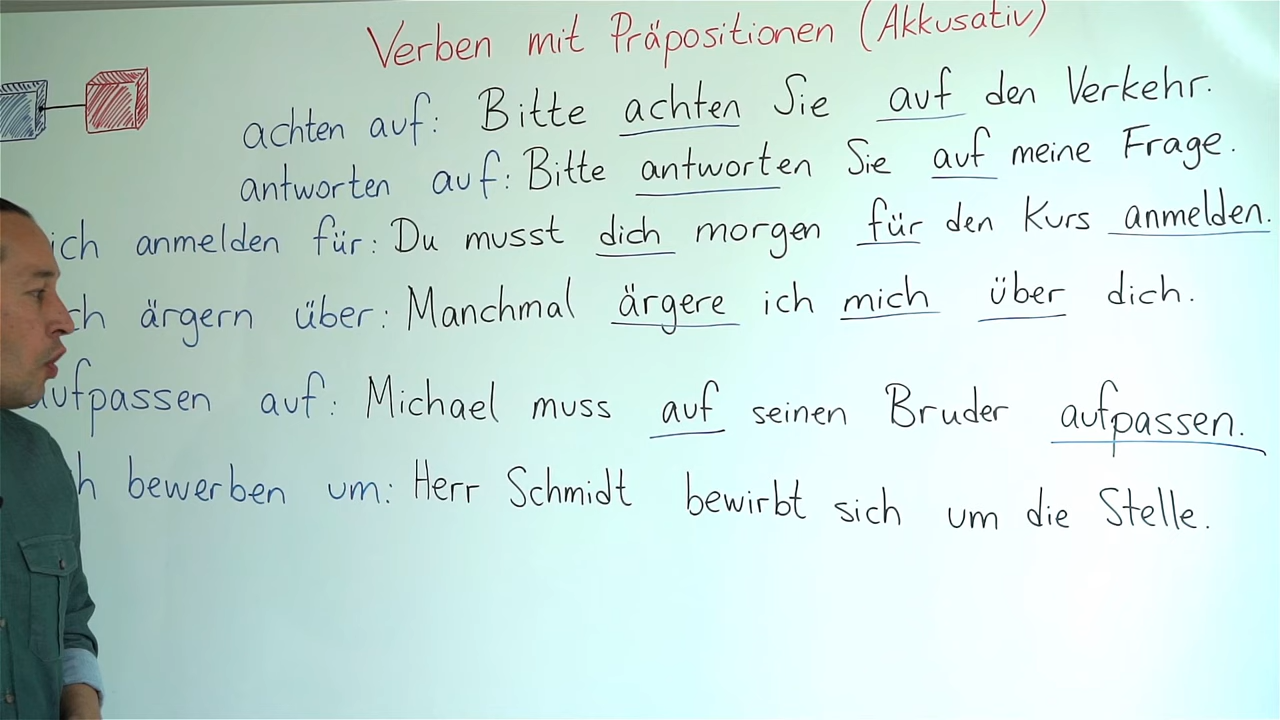 Verben mit Präpositionen (Akkusativ)
achten auf: Bitte achten Sie auf den Verkehr.
antworten auf: Bitte antworten Sie auf meine Frage.
ich anmelden für: Du musst dich morgen für den Kurs anmelden.
ch ärgern über: Manchmal ärgere ich mich über dich.
aufpassen auf: Michael muss auf seinen Bruder aufpassen.
h bewerben um: Herr Schmidt bewirbt sich um die Stelle.